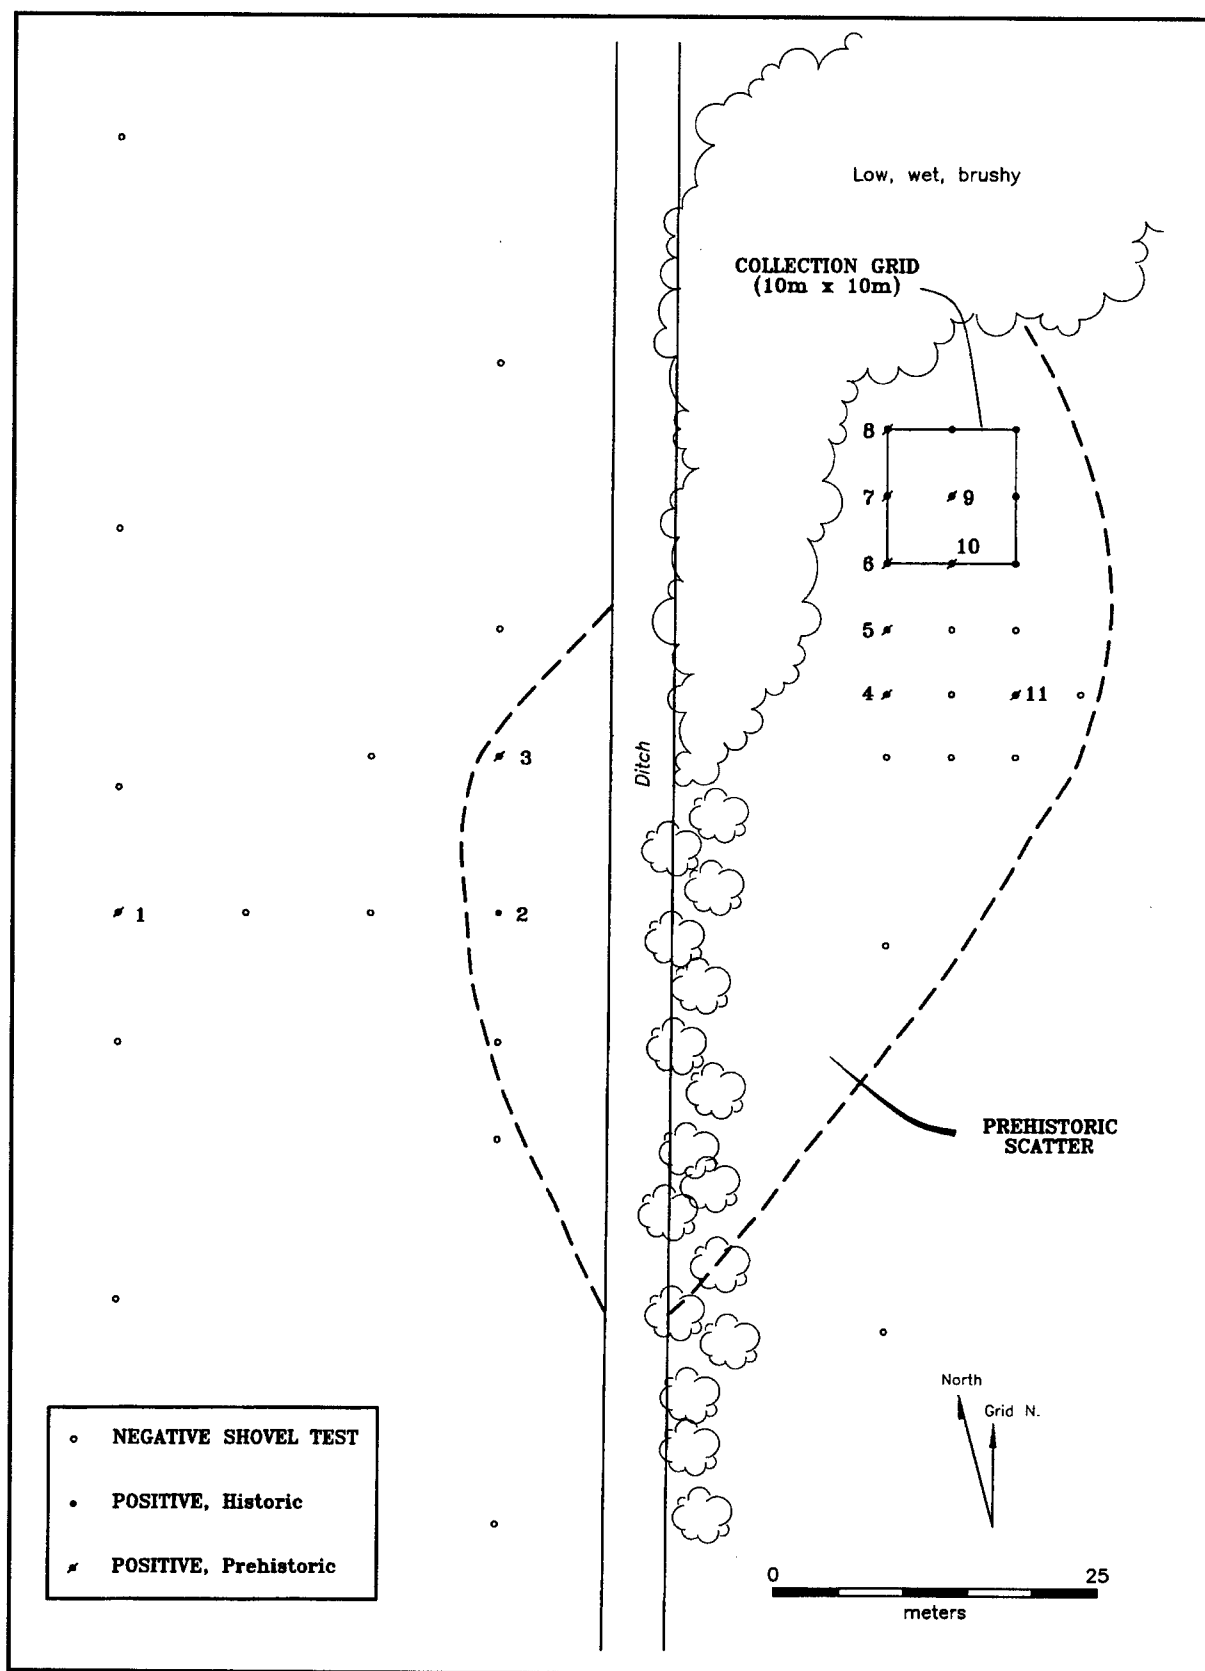 Low, wet, brushy
COLLECTION GRID
(10m x 10m)
8
7
9
10
6
5
4
11
Ditch
3
1
2
PREHISTORIC
SCATTER
North
Grid N.
NEGATIVE SHOVEL TEST
POSITIVE, Historic
POSITIVE, Prehistoric
0
25
meters